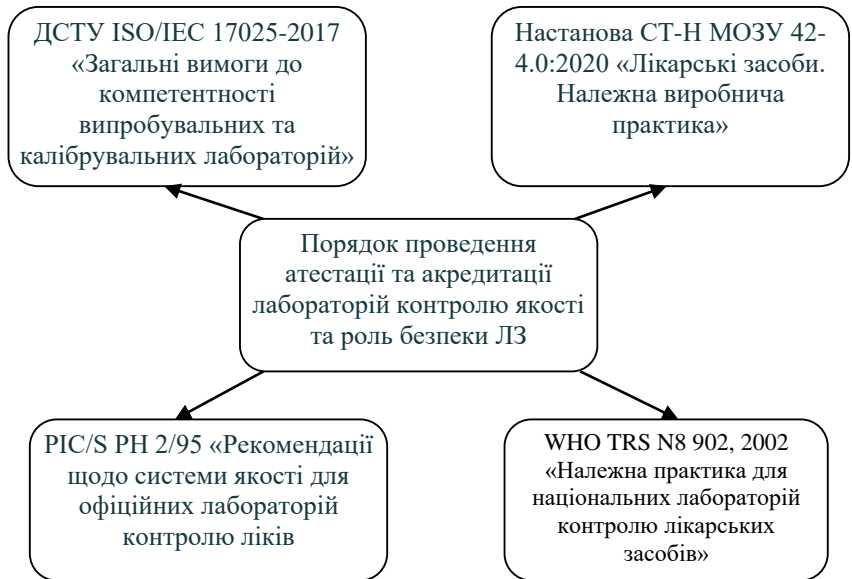 ДСТУ ISO/IEC 17025-2017
«Загальні вимоги до
компетентності
випробувальних та
калібрувальних лабораторій»
Настанова СТ-Н МОЗУ 42-
4.0:2020 «Лікарські засоби.
Належна виробнича
практика»
Порядок проведення
атестації та акредитації
лабораторій контролю якості
та роль безпеки ЛЗ
PIC/S PH 2/95 «Рекомендації
щодо системи якості для
офіційних лабораторій
контролю ліків
WHO TRS N8 902, 2002
«Належна практика для
національних лабораторій
контролю лікарських
засобів»